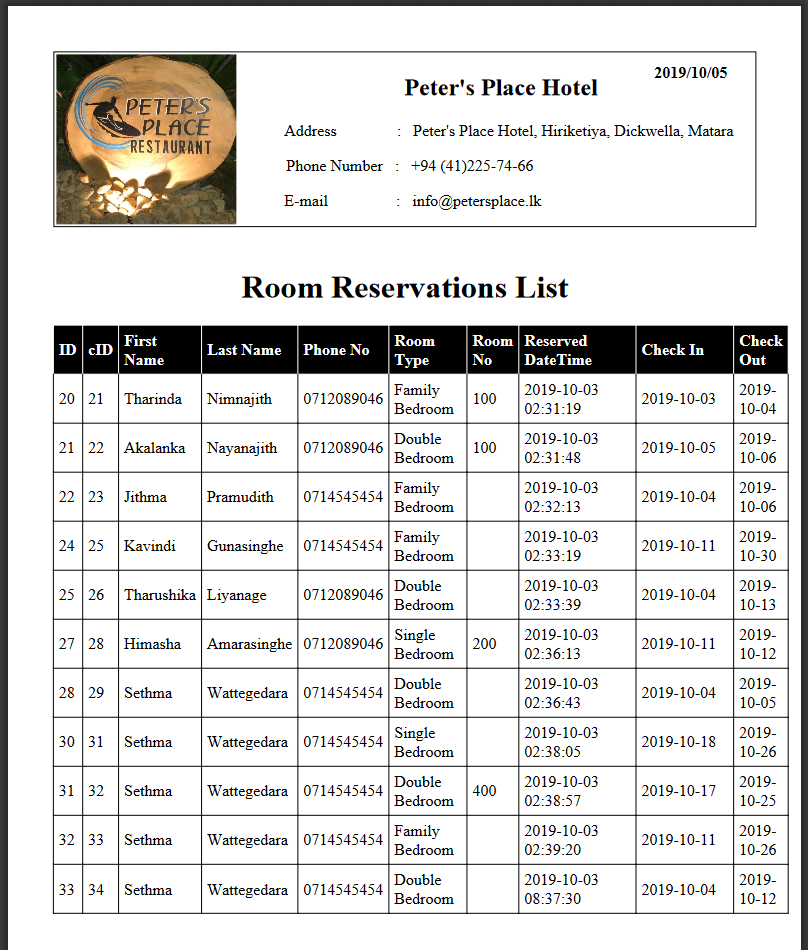 PETER'S
PLACE
RESTAURANT
2019/10/05
Peter's Place Hotel
Address : Peter's Place Hotel, Hiriketiya, Dickwella, Matara
Phone Number : +94 (41)225-74-66
E-mail : info@petersplace.lk
Room Reservations List
ID cID First Name Last Name Phone No Room Type Room No Reserved DateTime Check In Check Out
20 21 Tharinda Nimnajith 0712089046 Family Bedroom 100 2019-10-03 02:31:19 2019-10-03 2019-10-04
21 22 Akalanka Nayanajith 0712089046 Double Bedroom 100 2019-10-03 02:31:48 2019-10-05 2019-10-06
22 23 Jithma Pramudith 0714545454 Family Bedroom 2019-10-03 02:32:13 2019-10-04 2019-10-06
24 25 Kavindi Gunasinghe 0714545454 Family Bedroom 2019-10-03 02:33:19 2019-10-11 2019-10-30
25 26 Tharushika Liyanage 0712089046 Double Bedroom 2019-10-03 02:33:39 2019-10-04 2019-10-13
27 28 Himasha Amarasinghe 0712089046 Single Bedroom 200 2019-10-03 02:36:13 2019-10-11 2019-10-12
28 29 Sethma Wattegedara 0714545454 Double Bedroom 2019-10-03 02:36:43 2019-10-04 2019-10-05
30 31 Sethma Wattegedara 0714545454 Single Bedroom 2019-10-03 02:38:05 2019-10-18 2019-10-26
31 32 Sethma Wattegedara 0714545454 Double Bedroom 400 2019-10-03 02:38:57 2019-10-17 2019-10-25
32 33 Sethma Wattegedara 0714545454 Family Bedroom 2019-10-03 02:39:20 2019-10-11 2019-10-26
33 34 Sethma Wattegedara 0714545454 Double Bedroom 2019-10-03 08:37:30 2019-10-04 2019-10-12